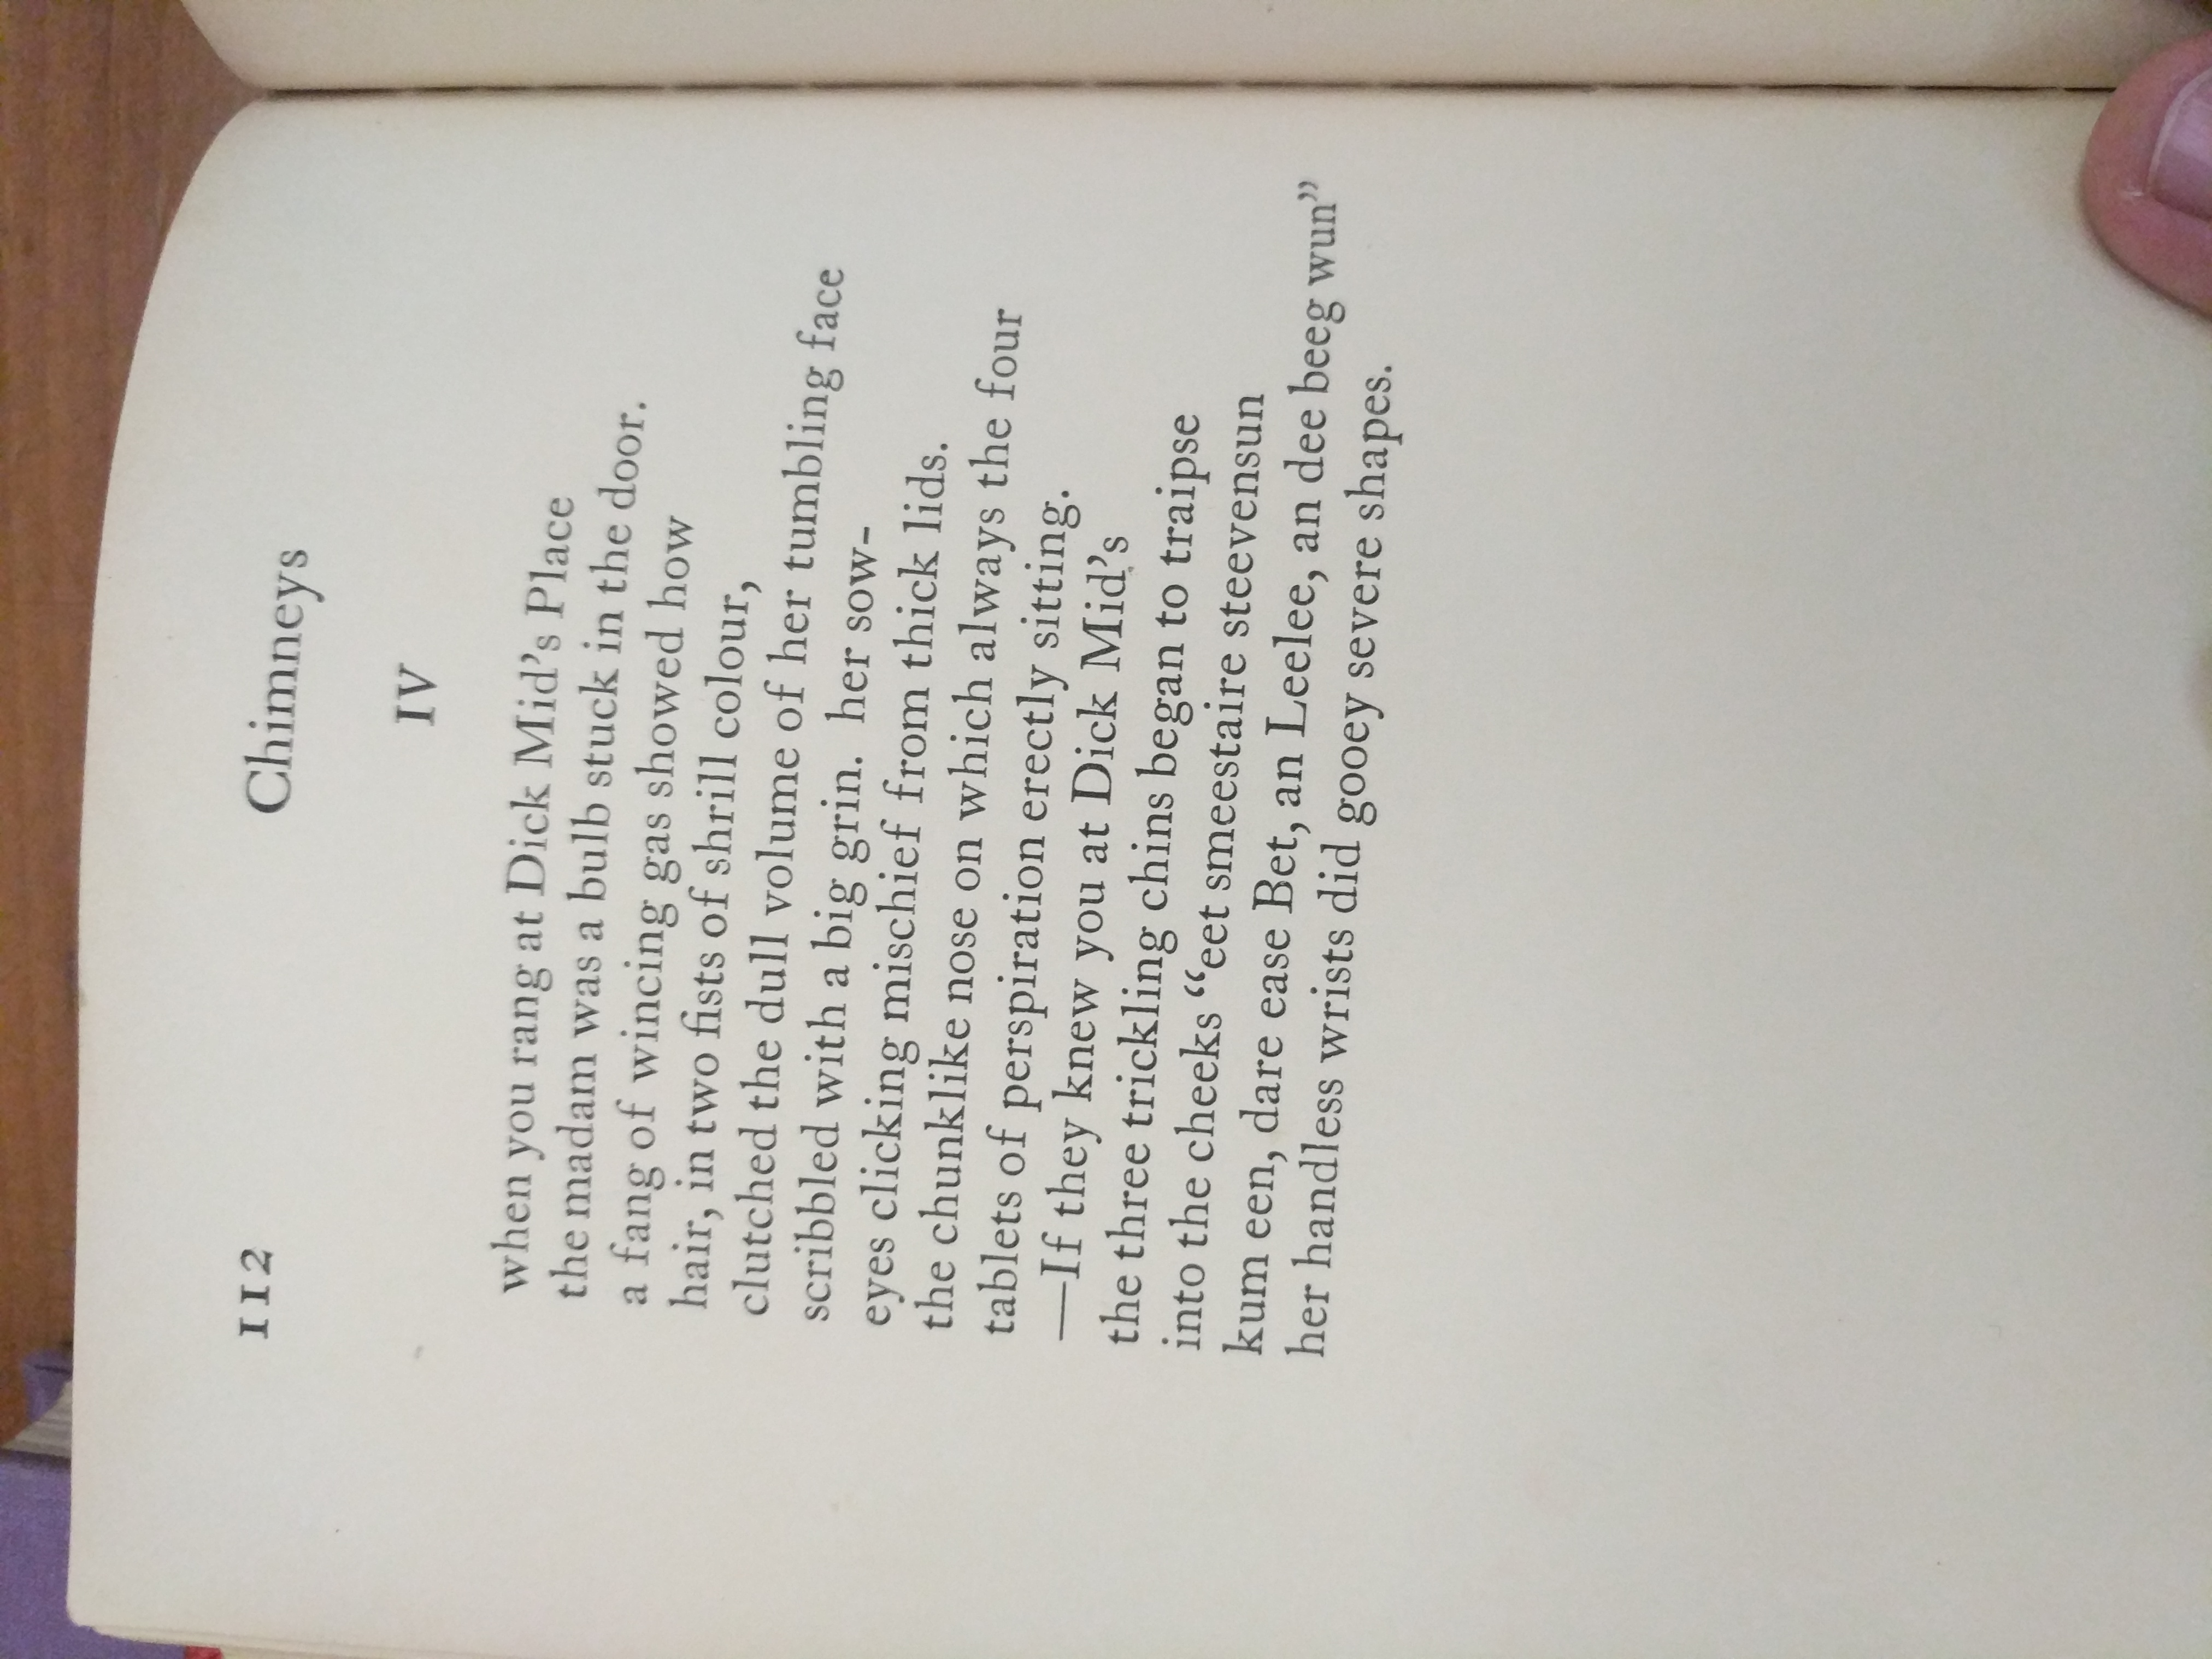 112
Chimneys
IV
when you rang at Dick Mid's Place
the madam was a bulb stuck in the door.
a fang of wincing gas showed how
hair, in two fists of shrill colour,
clutched the dull volume of her tumbling face
scribbled with a big grin.  her sow-
eyes clicking mischief from thick lids.
the chunklike nose on which always the four
tablets of perspiration erectly sitting.
—If they knew you at Dick Mid's
the three trickling chins began to traipse
into the cheeks “eet smeestaire steevensun
kum een, dare ease Bet, an Leelee, an dee beeg wun”
her handless wrists did gooey severe shapes.